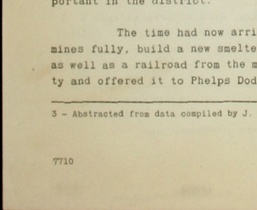 portant in the district.
The time had now arri
mines fully, build a new smelte
as well as a railroad from the m
ty and offered it to Phelps Dod
3 - Abstracted from data compiled by J.
7710